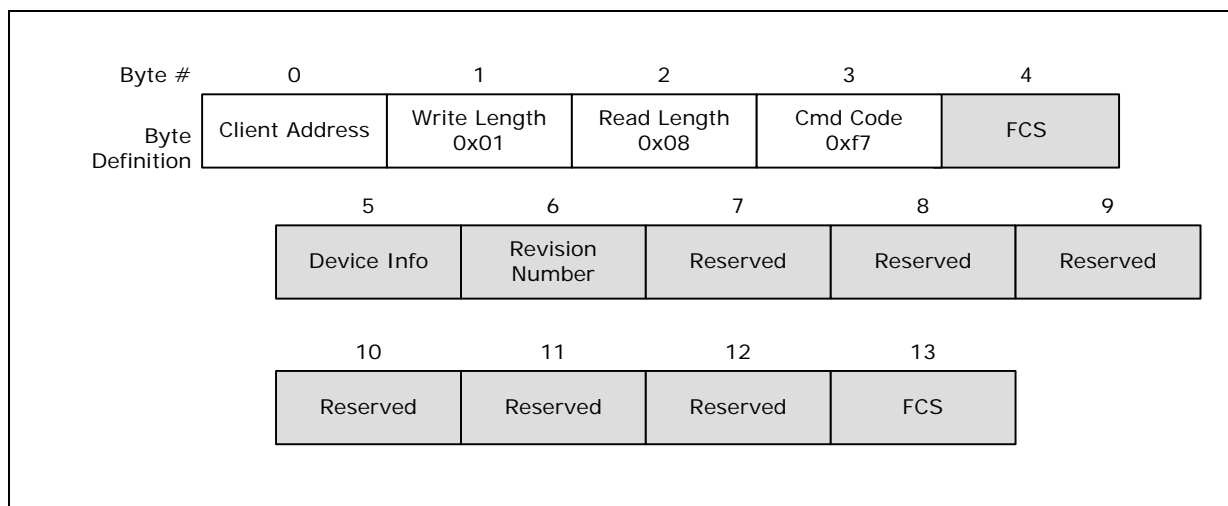 Byte # 0 1 2 3 4
Byte Definition
Client Address
Write Length
0x01
Read Length
0x08
Cmd Code
0xf7
FCS
5 6 7 8 9
Device Info
Revision
Number
Reserved
Reserved
Reserved
10 11 12 13
Reserved
Reserved
Reserved
FCS